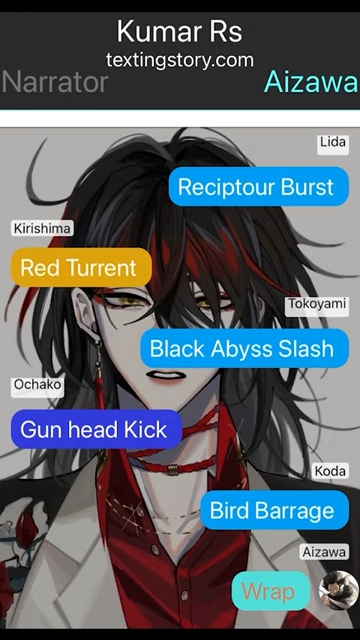 Kumar Rs
textingstory.com
Narrator Aizawa
Lida
Reciptour Burst
Kirishima
Red Turrent
Tokoyami
Black Abyss Slash
Ochako
Gun head Kick
Koda
Bird Barrage
Aizawa
Wrap